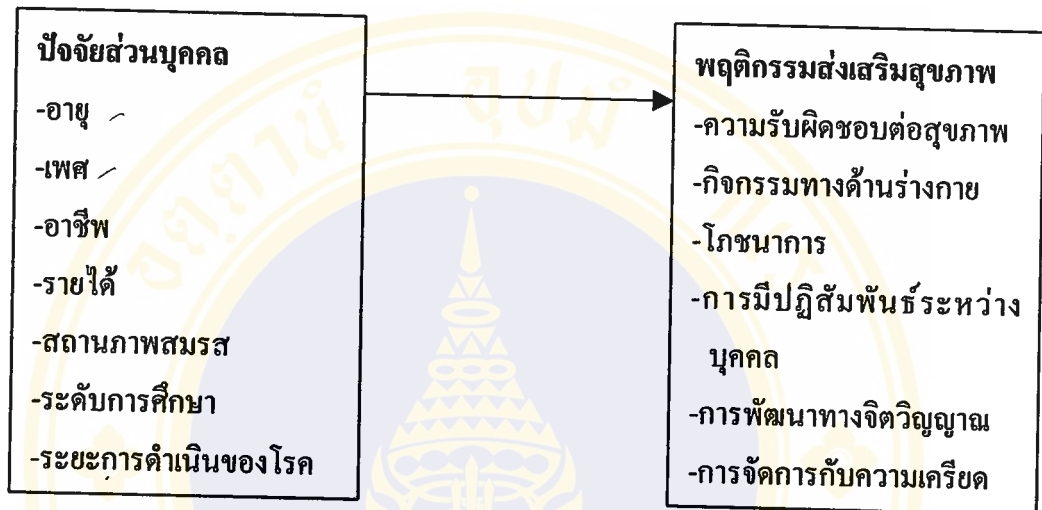 ปัจจัยส่วนบุคคล
-อายุ
-เพศ
-อาชีพ
-รายได้
-สถานภาพสมรส
-ระดับการศึกษา
-ระยะการดำเนินของโรค
พฤติกรรมส่งเสริมสุขภาพ
-ความรับผิดชอบต่อสุขภาพ
-กิจกรรมทางด้านร่างกาย
-โภชนาการ
-การมีปฏิสัมพันธ์ระหว่าง
บุคคล
-การพัฒนาทางจิตวิญญาณ
-การจัดการกับความเครียด
อตฺตานํ อุปมํ